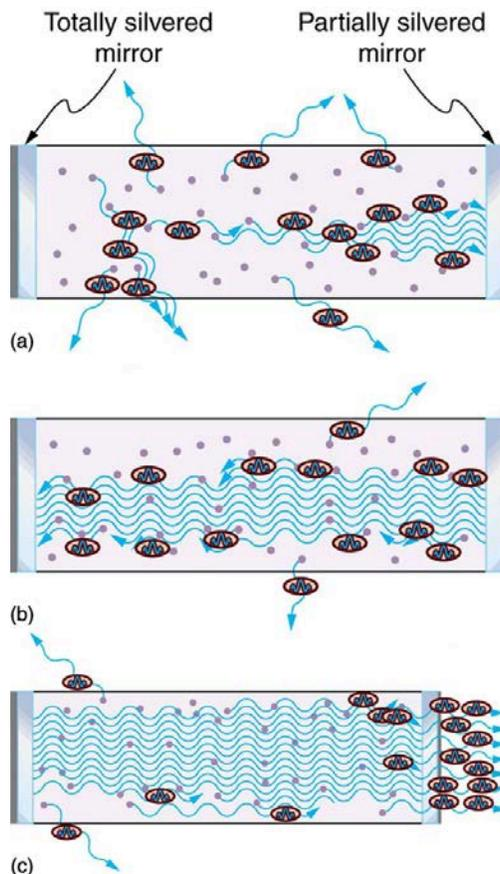 Totally silvered
mirror
Partially silvered
mirror
(a)
(b)
(c)